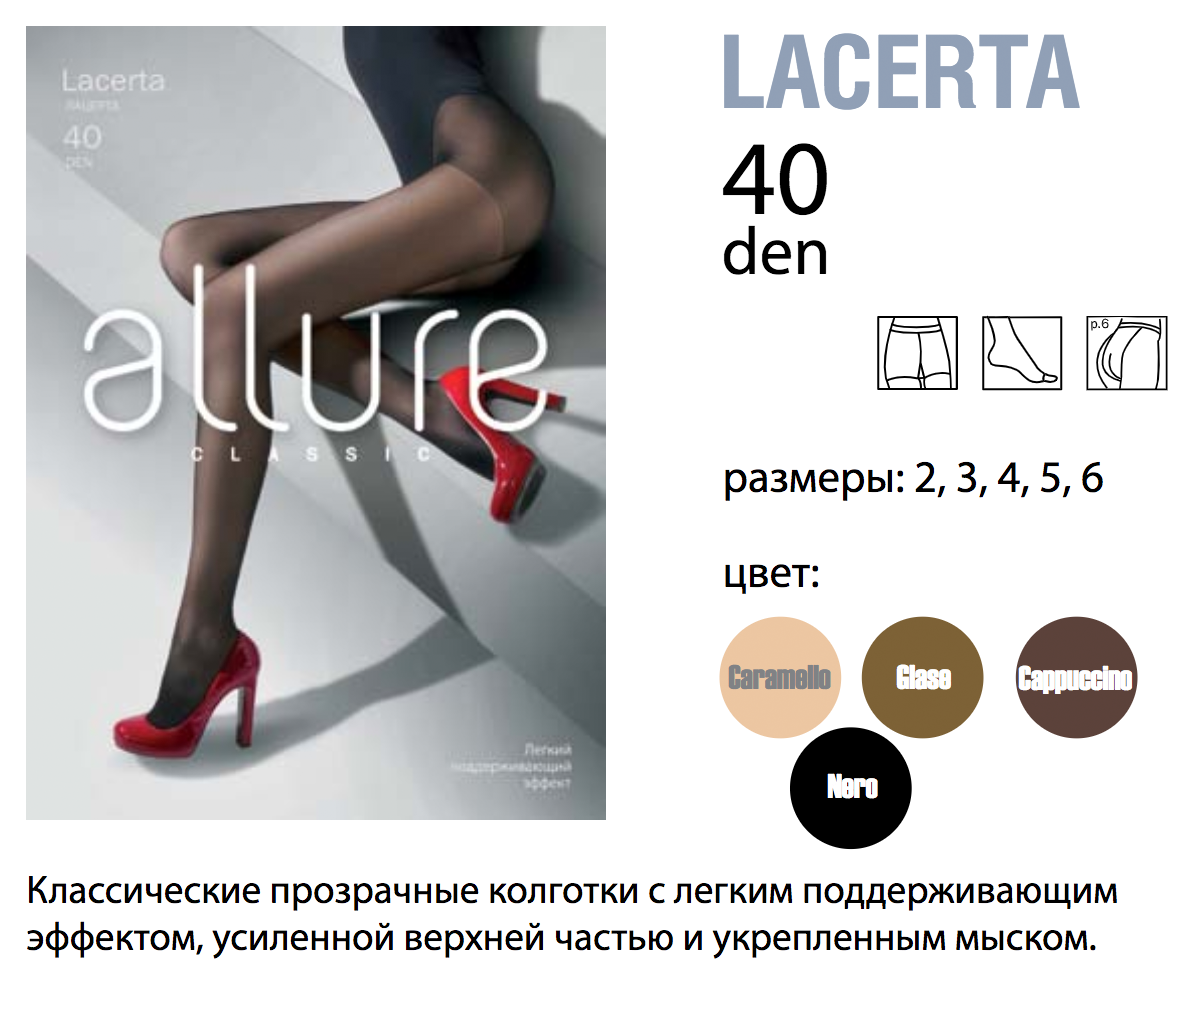 Lacerta
ЛАЦЕРТА
40
DEN
allure
CLASSIC
Легкий
поддерживающий
эффект
LACERTA
40
den
р.6
размеры: 2, 3, 4, 5, 6
цвет:
Caramello
Glase
Cappuccino
Nero
Классические прозрачные колготки с легким поддерживающим
эффектом, усиленной верхней частью и укрепленным мыском.